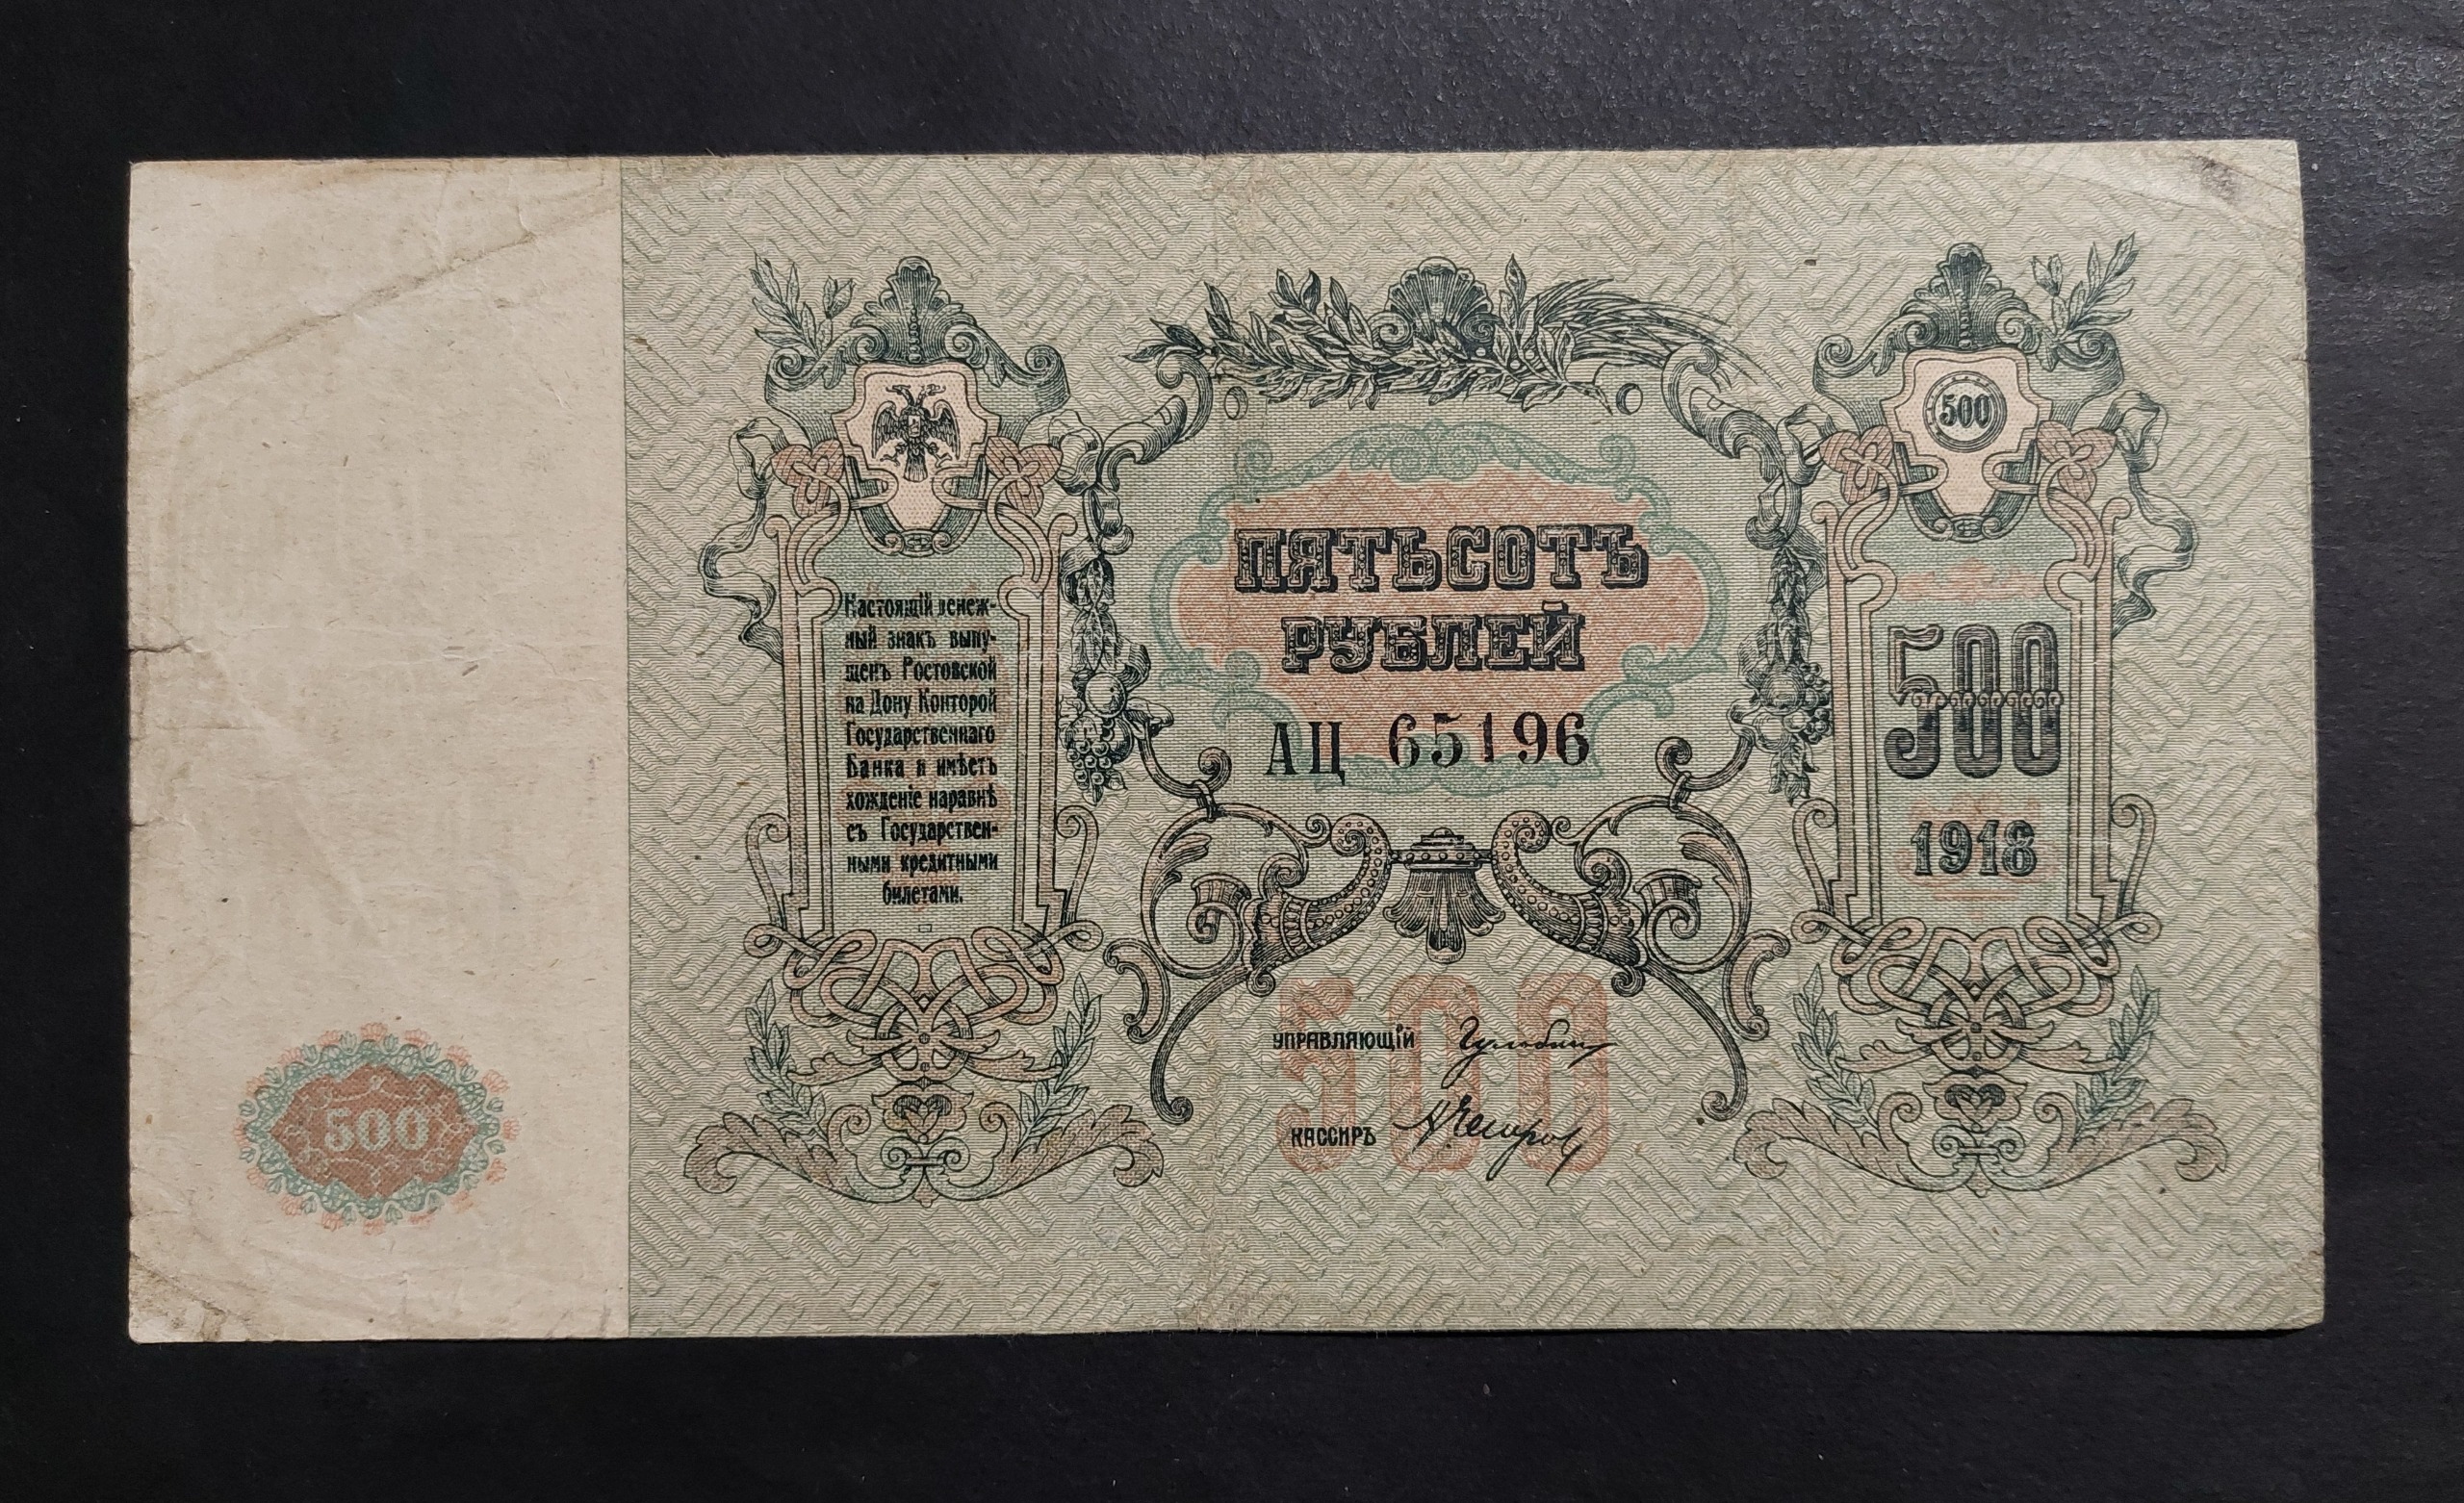 Настоящій денеж-
ный знакъ выпу-
щенъ Ростовской
на Дону Конторой
Государственнаго
Банка и имѣетъ
хожденіе наравнѣ
съ Государствен-
ными кредитными
билетами.
ПЯТЬСОТЪ
РУБЛЕЙ
АЦ 65196
500
УПРАВЛЯЮЩІЙ
КАССИРЪ
500
500
1918
500